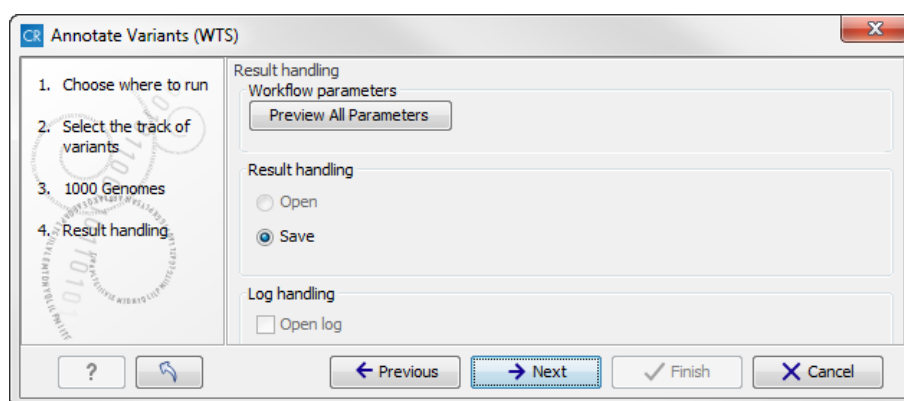 CR Annotate Variants (WTS)
X
1. Choose where to run
2. Select the track of
variants
3. 1000 Genomes
4. Result handling
Result handling
Workflow parameters
Preview All Parameters
Result handling
Open
Save
Log handling
Open log
?
Previous
Next
Finish
Cancel